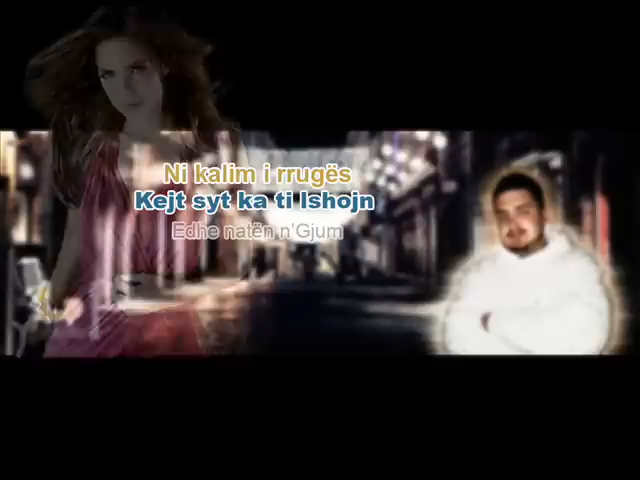 Ni kalim i rrugës
Kejt syt ka ti lshojn
Edhe natën n'Gjum